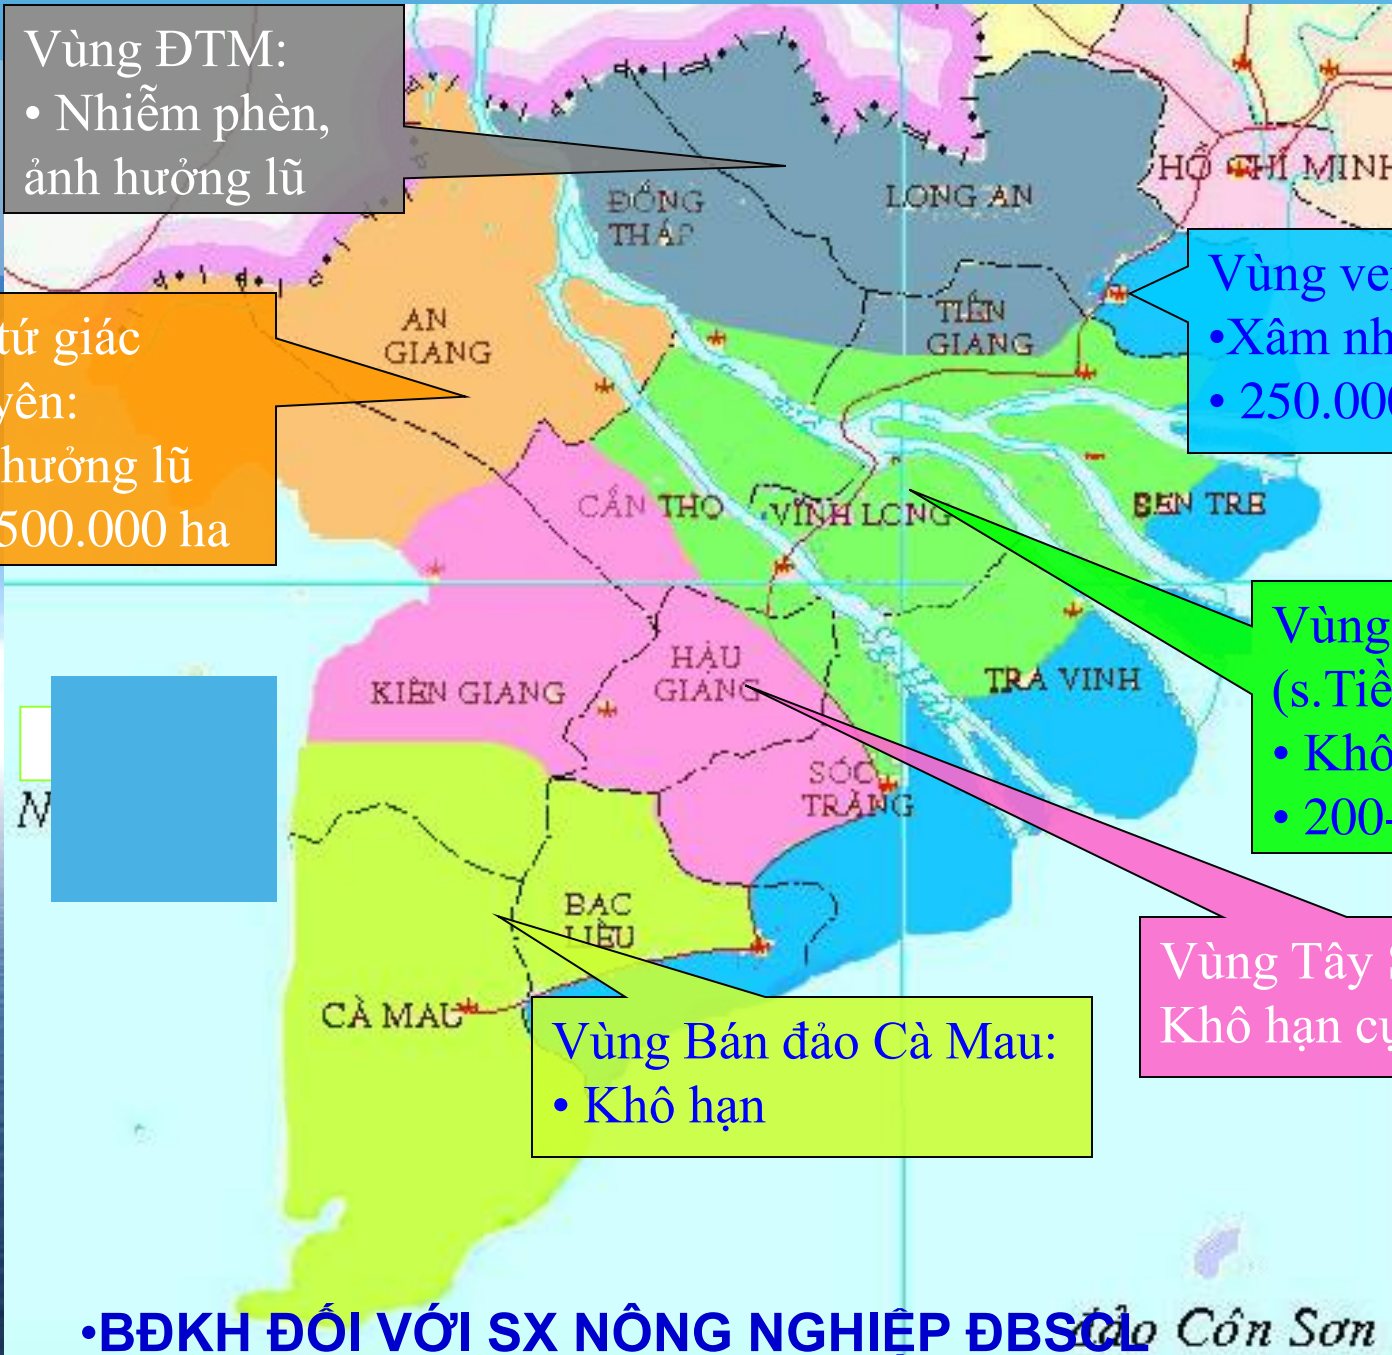 Vùng ĐTM:
• Nhiễm phèn,
ảnh hưởng lũ
HỒ CHÍ MINH
ĐỒNG
THÁP
LONG AN
TIỀN
GIANG
AN
GIANG
tứ giác
yên:
hưởng lũ
500.000 ha
Vùng ve
•Xâm nh
• 250.000
CẦN THƠ
VĨNH LONG
BEN TRE
Vùng
(s.Tiề
• Khô
• 200-
HẬU
GIANG
KIÊN GIANG
TRA VINH
SÓC
TRĂNG
N
BẠC
LIÊU
CÀ MAU
Vùng Tây
Khô hạn cụ
Vùng Bán đảo Cà Mau:
• Khô hạn
•BĐKH ĐỐI VỚI SX NÔNG NGHIỆP ĐBSCL
đảo Côn Sơn